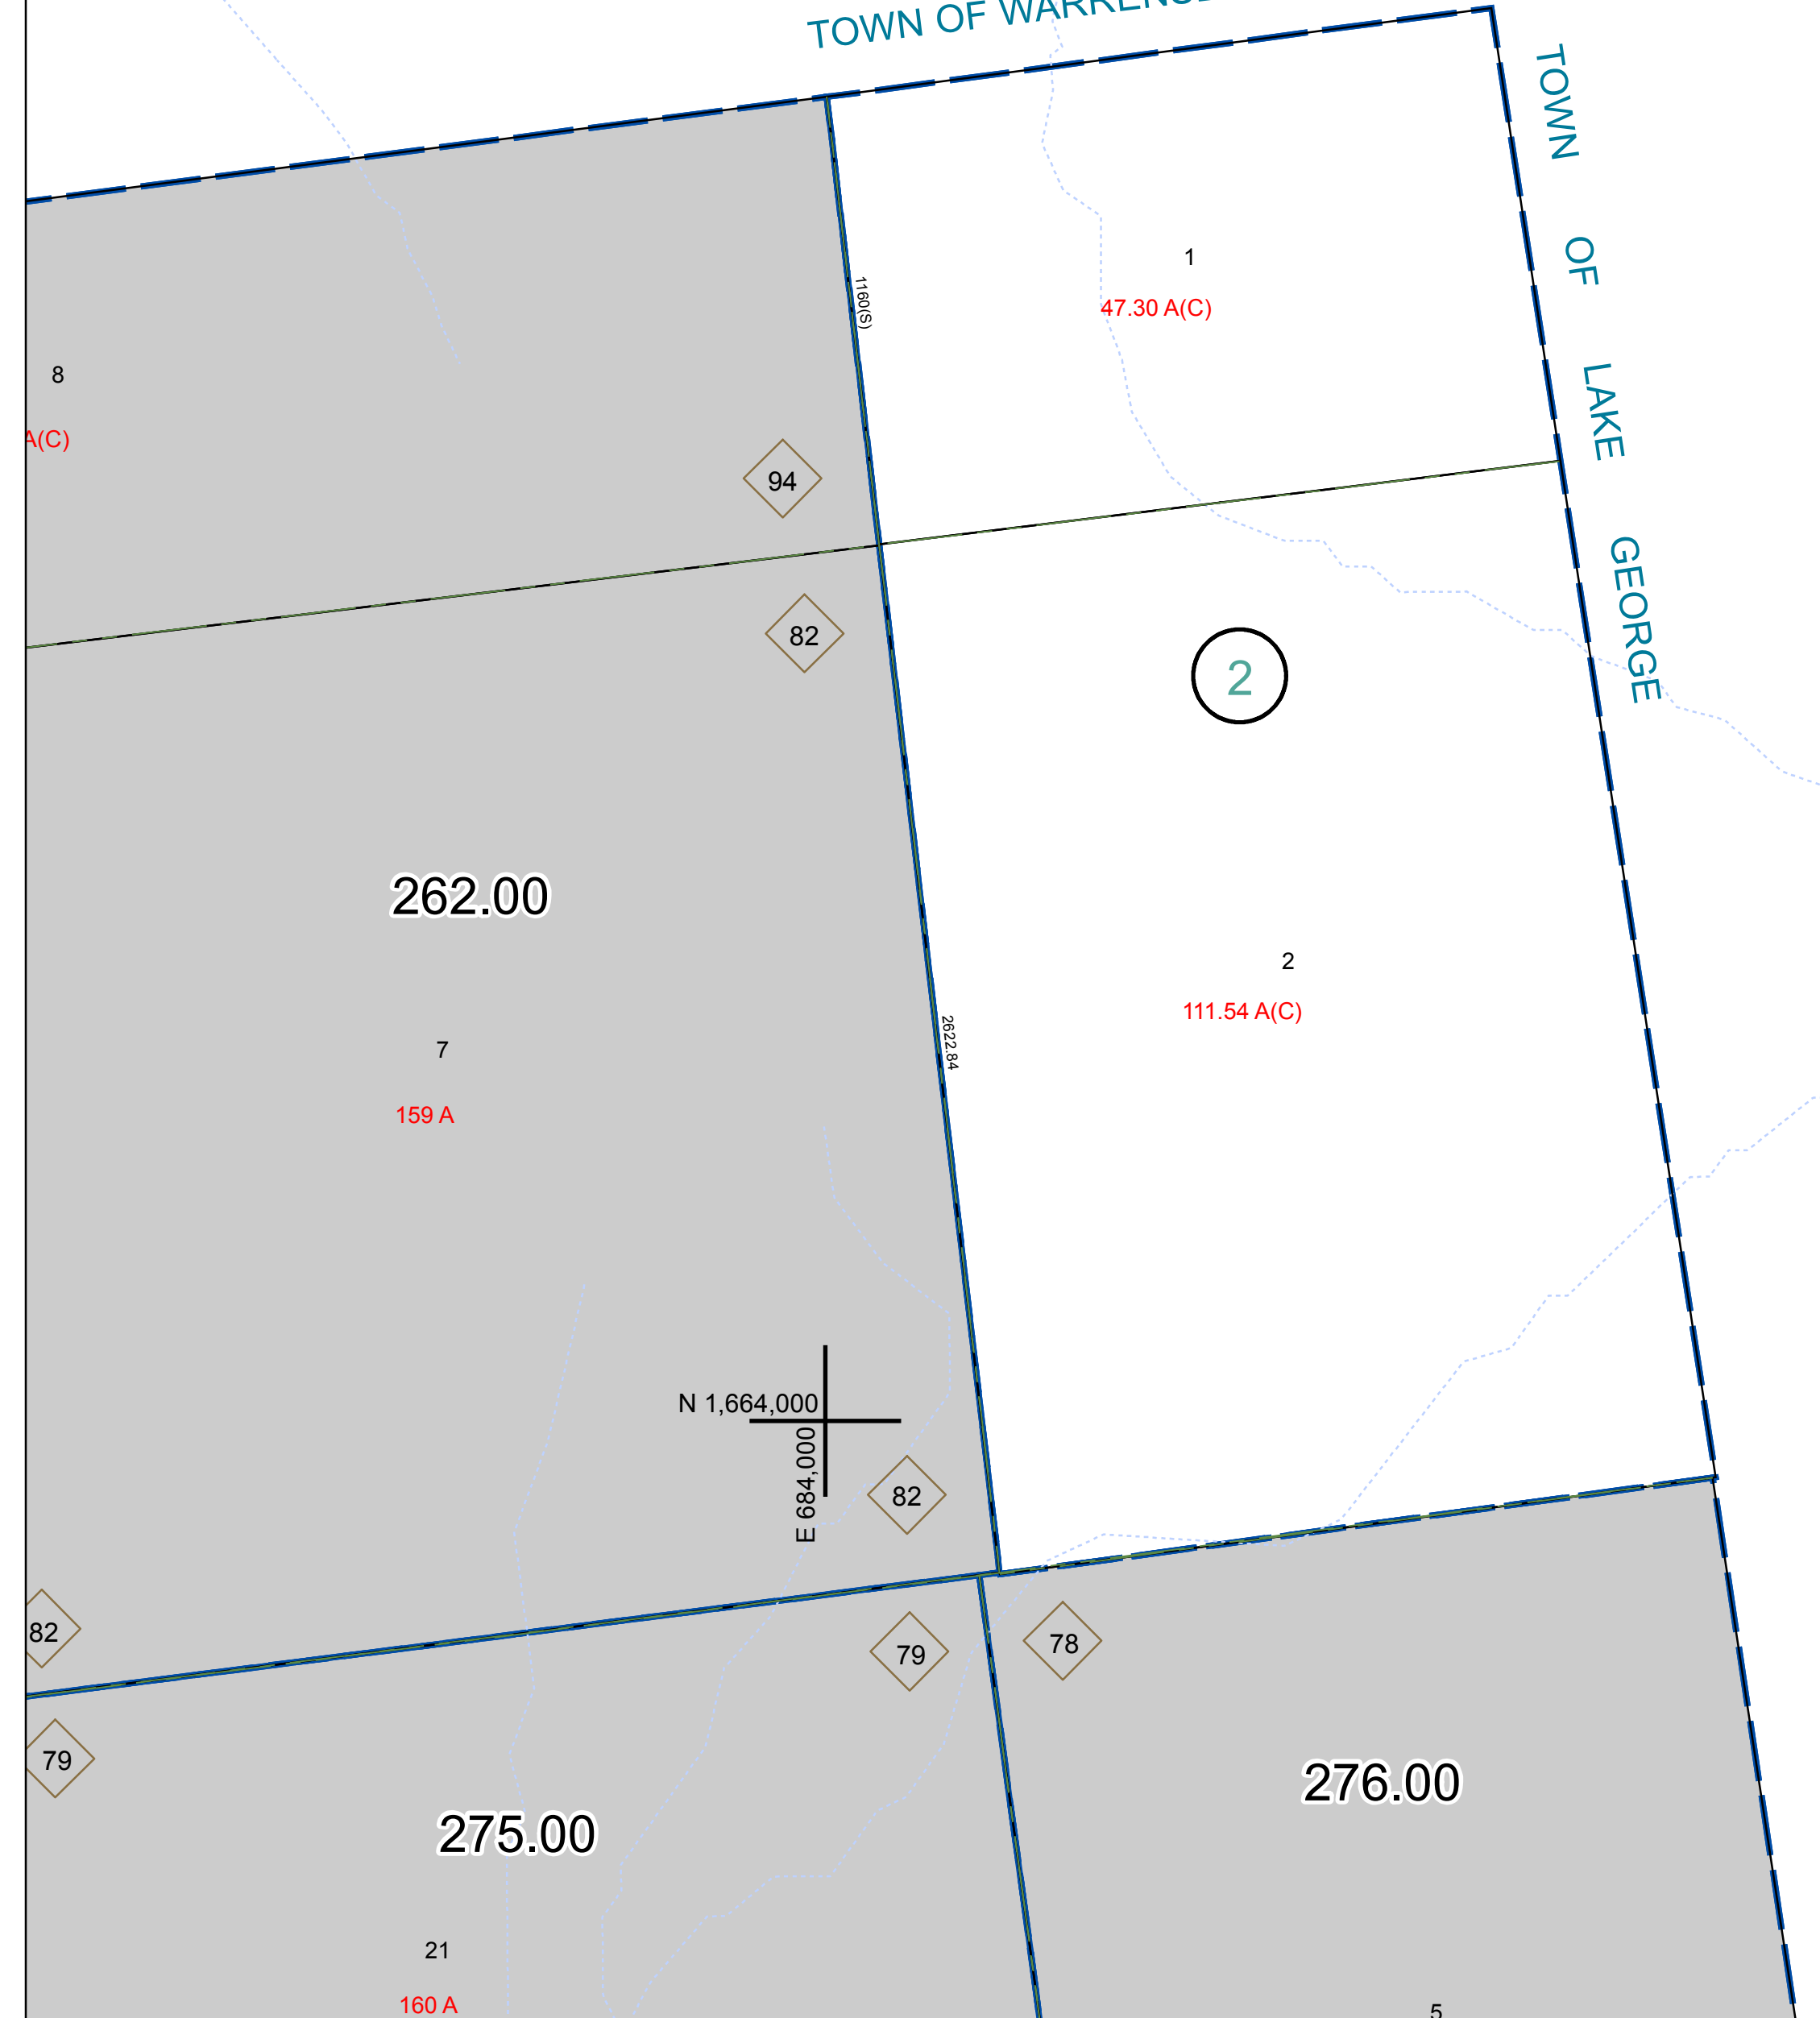 TOWN OF
TOWN
OF
LAKE
GEORGE
1
47.30 A(C)
1160(S)
8
A(C)
94
82
2
262.00
2
111.54 A(C)
2622.84
7
159 A
N 1,664,000
E 684,000
82
82
79
78
79
276.00
275.00
21
160 A
5